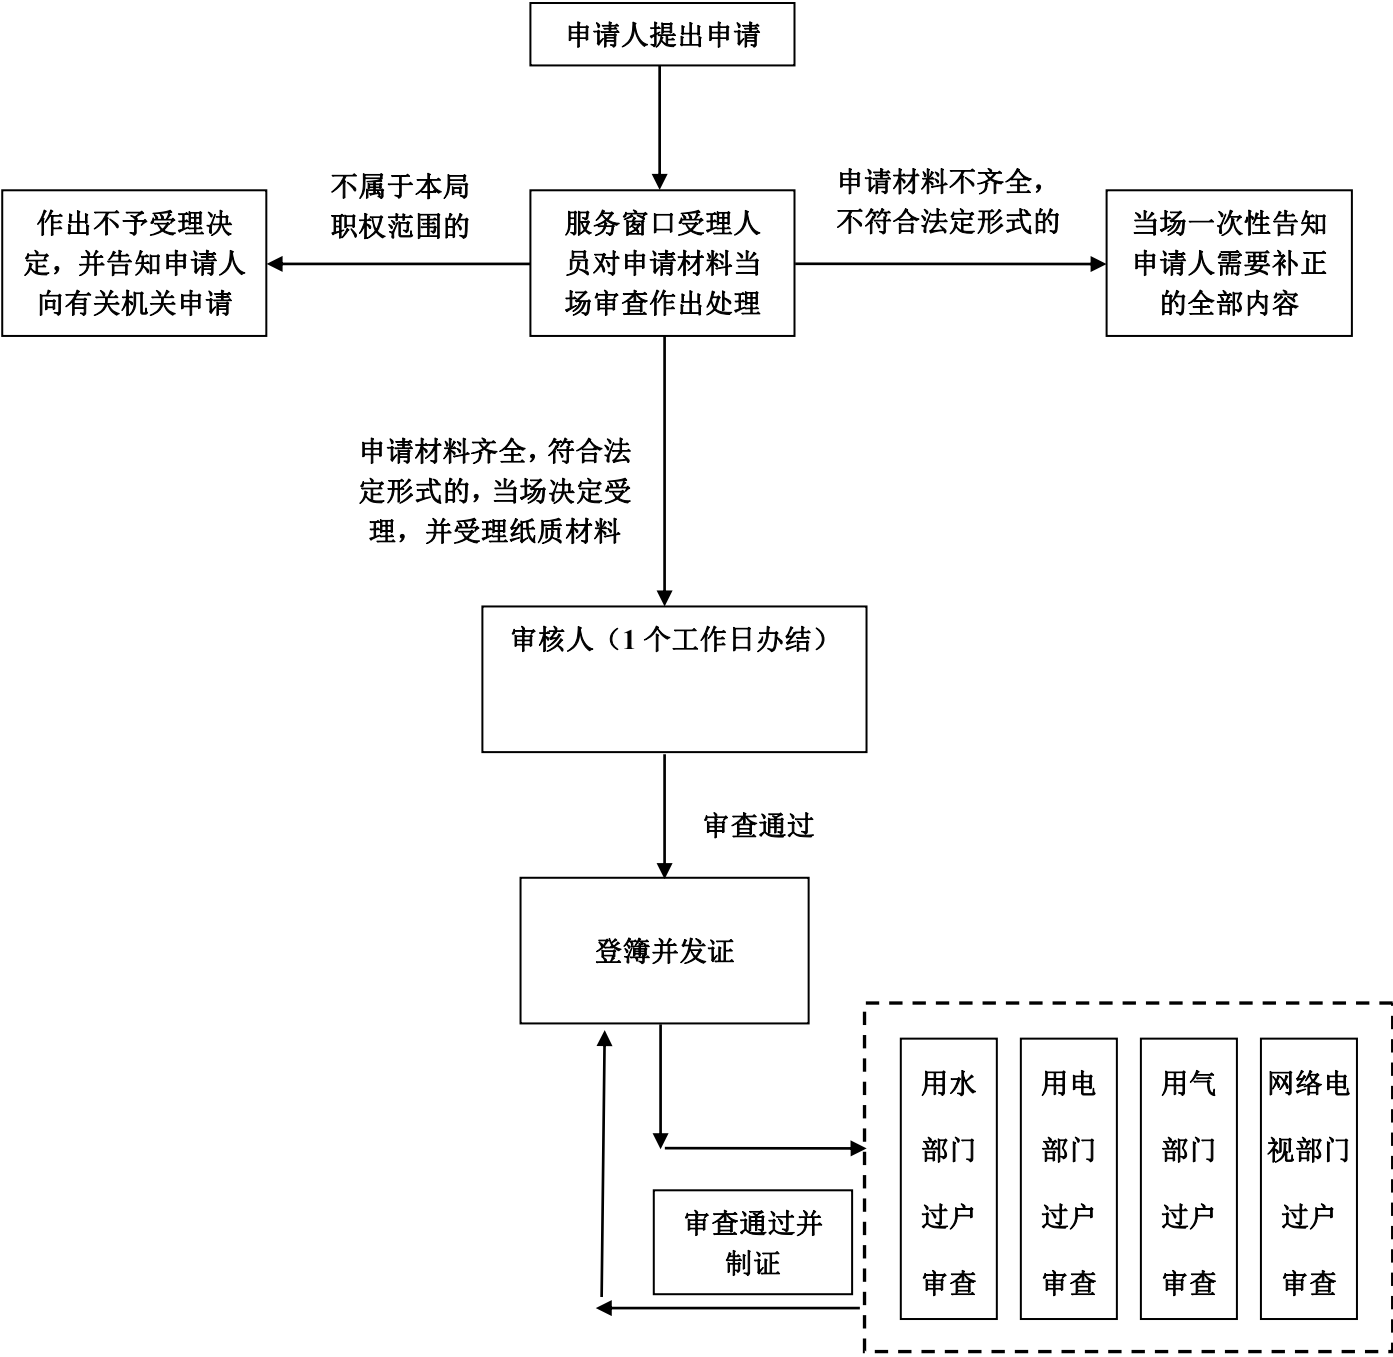 申请人提出申请
不属于本局
职权范围的
申请材料不齐全，
不符合法定形式的
作出不予受理决
定，并告知申请人
向有关机关申请
服务窗口受理人
员对申请材料当
场审查作出处理
当场一次性告知
申请人需要补正
的全部内容
申请材料齐全，符合法
定形式的，当场决定受
理，并受理纸质材料
审核人（1 个工作日办结）
审查通过
登簿并发证
用水
部门
过户
审查
用电
部门
过户
审查
用气
部门
过户
审查
网络电
视部门
过户
审查
审查通过并
制证